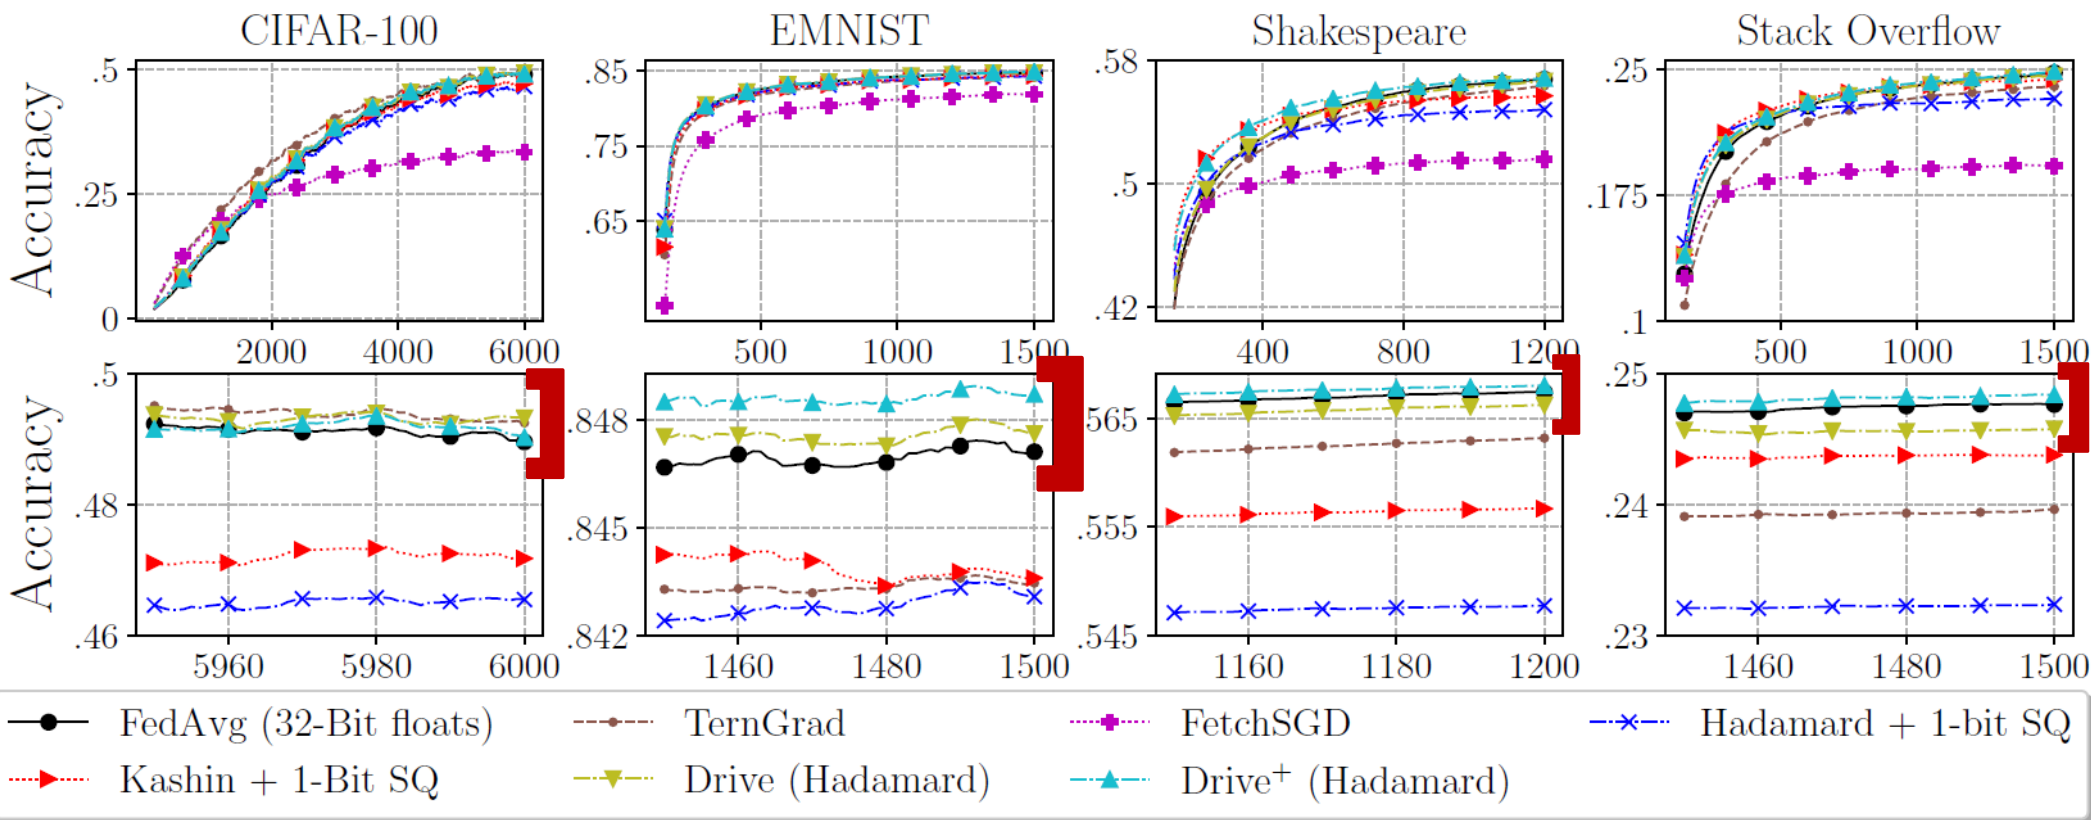 CIFAR-100 EMNIST Shakespeare Stack Overflow
Accuracy
.5
.25
0
2000 4000 6000
.85
.75
.65
500 1000 1500
.58
.5
.42
400 800 1200
.25
.175
.1
500 1000 1500
Accuracy
.5
.48
.46
5960 5980 6000
.848
.845
.842
1460 1480 1500
.565
.555
.545
1160 1180 1200
.25
.24
.23
1460 1480 1500
FedAvg (32-Bit floats) TernGrad FetchSGD Hadamard + 1-bit SQ
Kashin + 1-Bit SQ Drive (Hadamard) Drive+ (Hadamard)